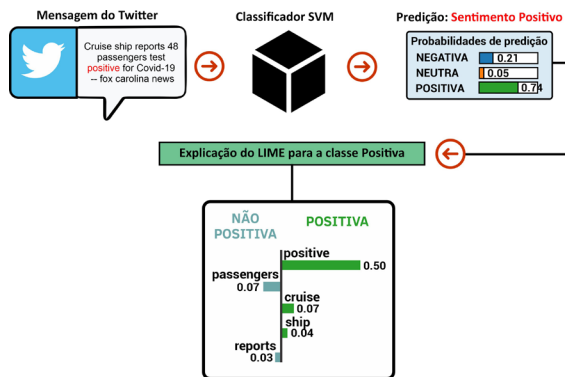 Mensagem do Twitter
Cruise ship reports 48
passengers test
positive for Covid-19
-- fox carolina news
Classificador SVM
Predição: Sentimento Positivo
Probabilidades de predição
NEGATIVA 0.21
NEUTRA 0.05
POSITIVA 0.74
Explicação do LIME para a classe Positiva
NÃO
POSITIVA
POSITIVA
positive
0.50
passengers
0.07
cruise
0.07
ship
0.04
reports
0.03